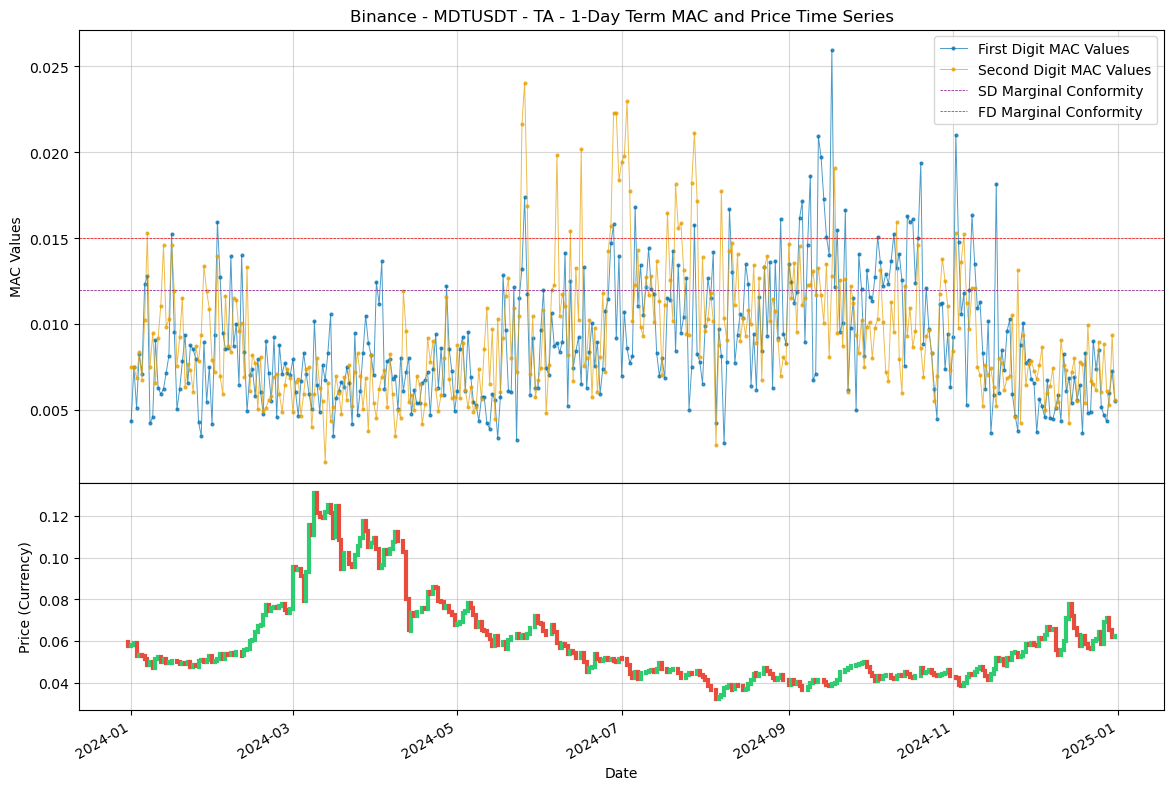 Binance - MDTUSDT - TA - 1-Day Term MAC and Price Time Series
First Digit MAC Values
Second Digit MAC Values
SD Marginal Conformity
FD Marginal Conformity
MAC Values
0.025
0.020
0.015
0.010
0.005
Price (Currency)
0.12
0.10
0.08
0.06
0.04
2024-01
2024-03
2024-05
2024-07
2024-09
2024-11
2025-01
Date